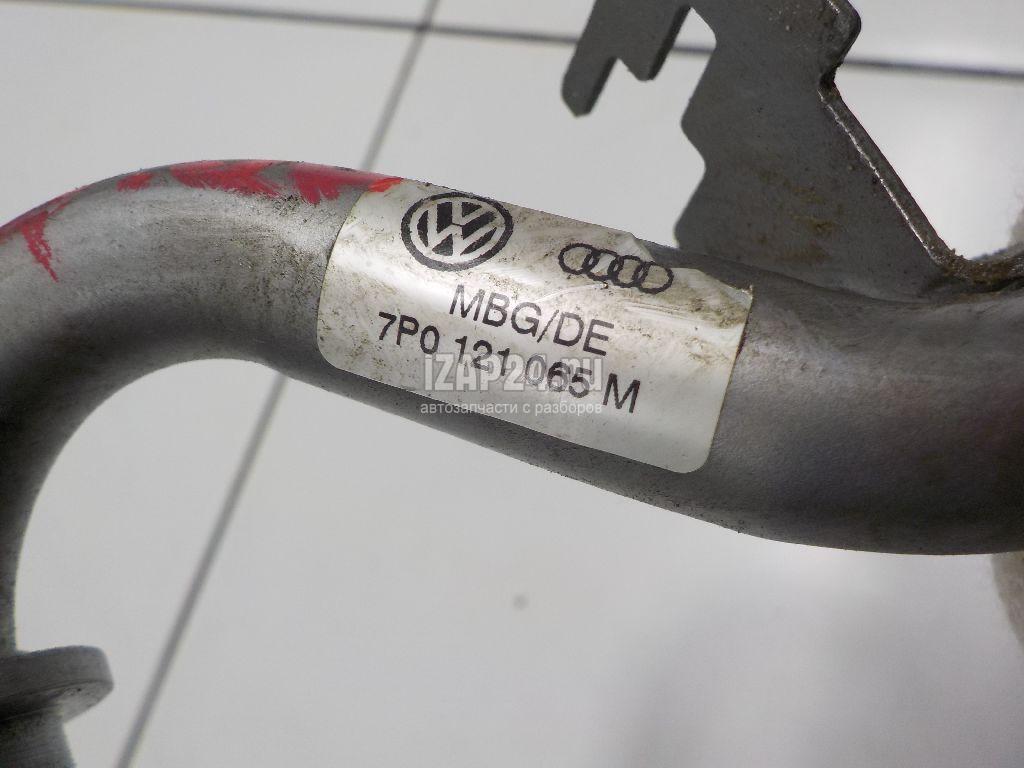 MBG/DE
7P0 121 065 M
IZAP24.RU
автозапчасти с разборов